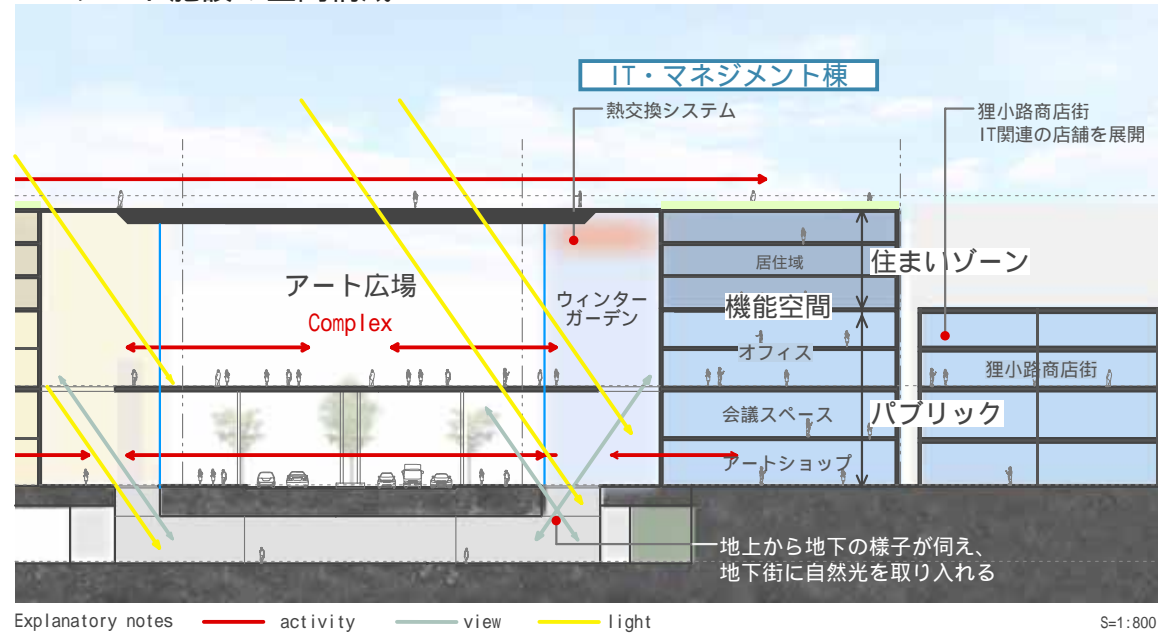 IT・マネジメント棟
熱交換システム
狸小路商店街
IT関連の店舗を展開
アート広場
Complex
ウィンター
ガーデン
居住域
住まいゾーン
機能空間
オフィス
狸小路商店街
会議スペース
パブリック
アートショップ
地上から地下の様子が伺え、
地下街に自然光を取り入れる
Explanatory notes activity view light
S=1:800